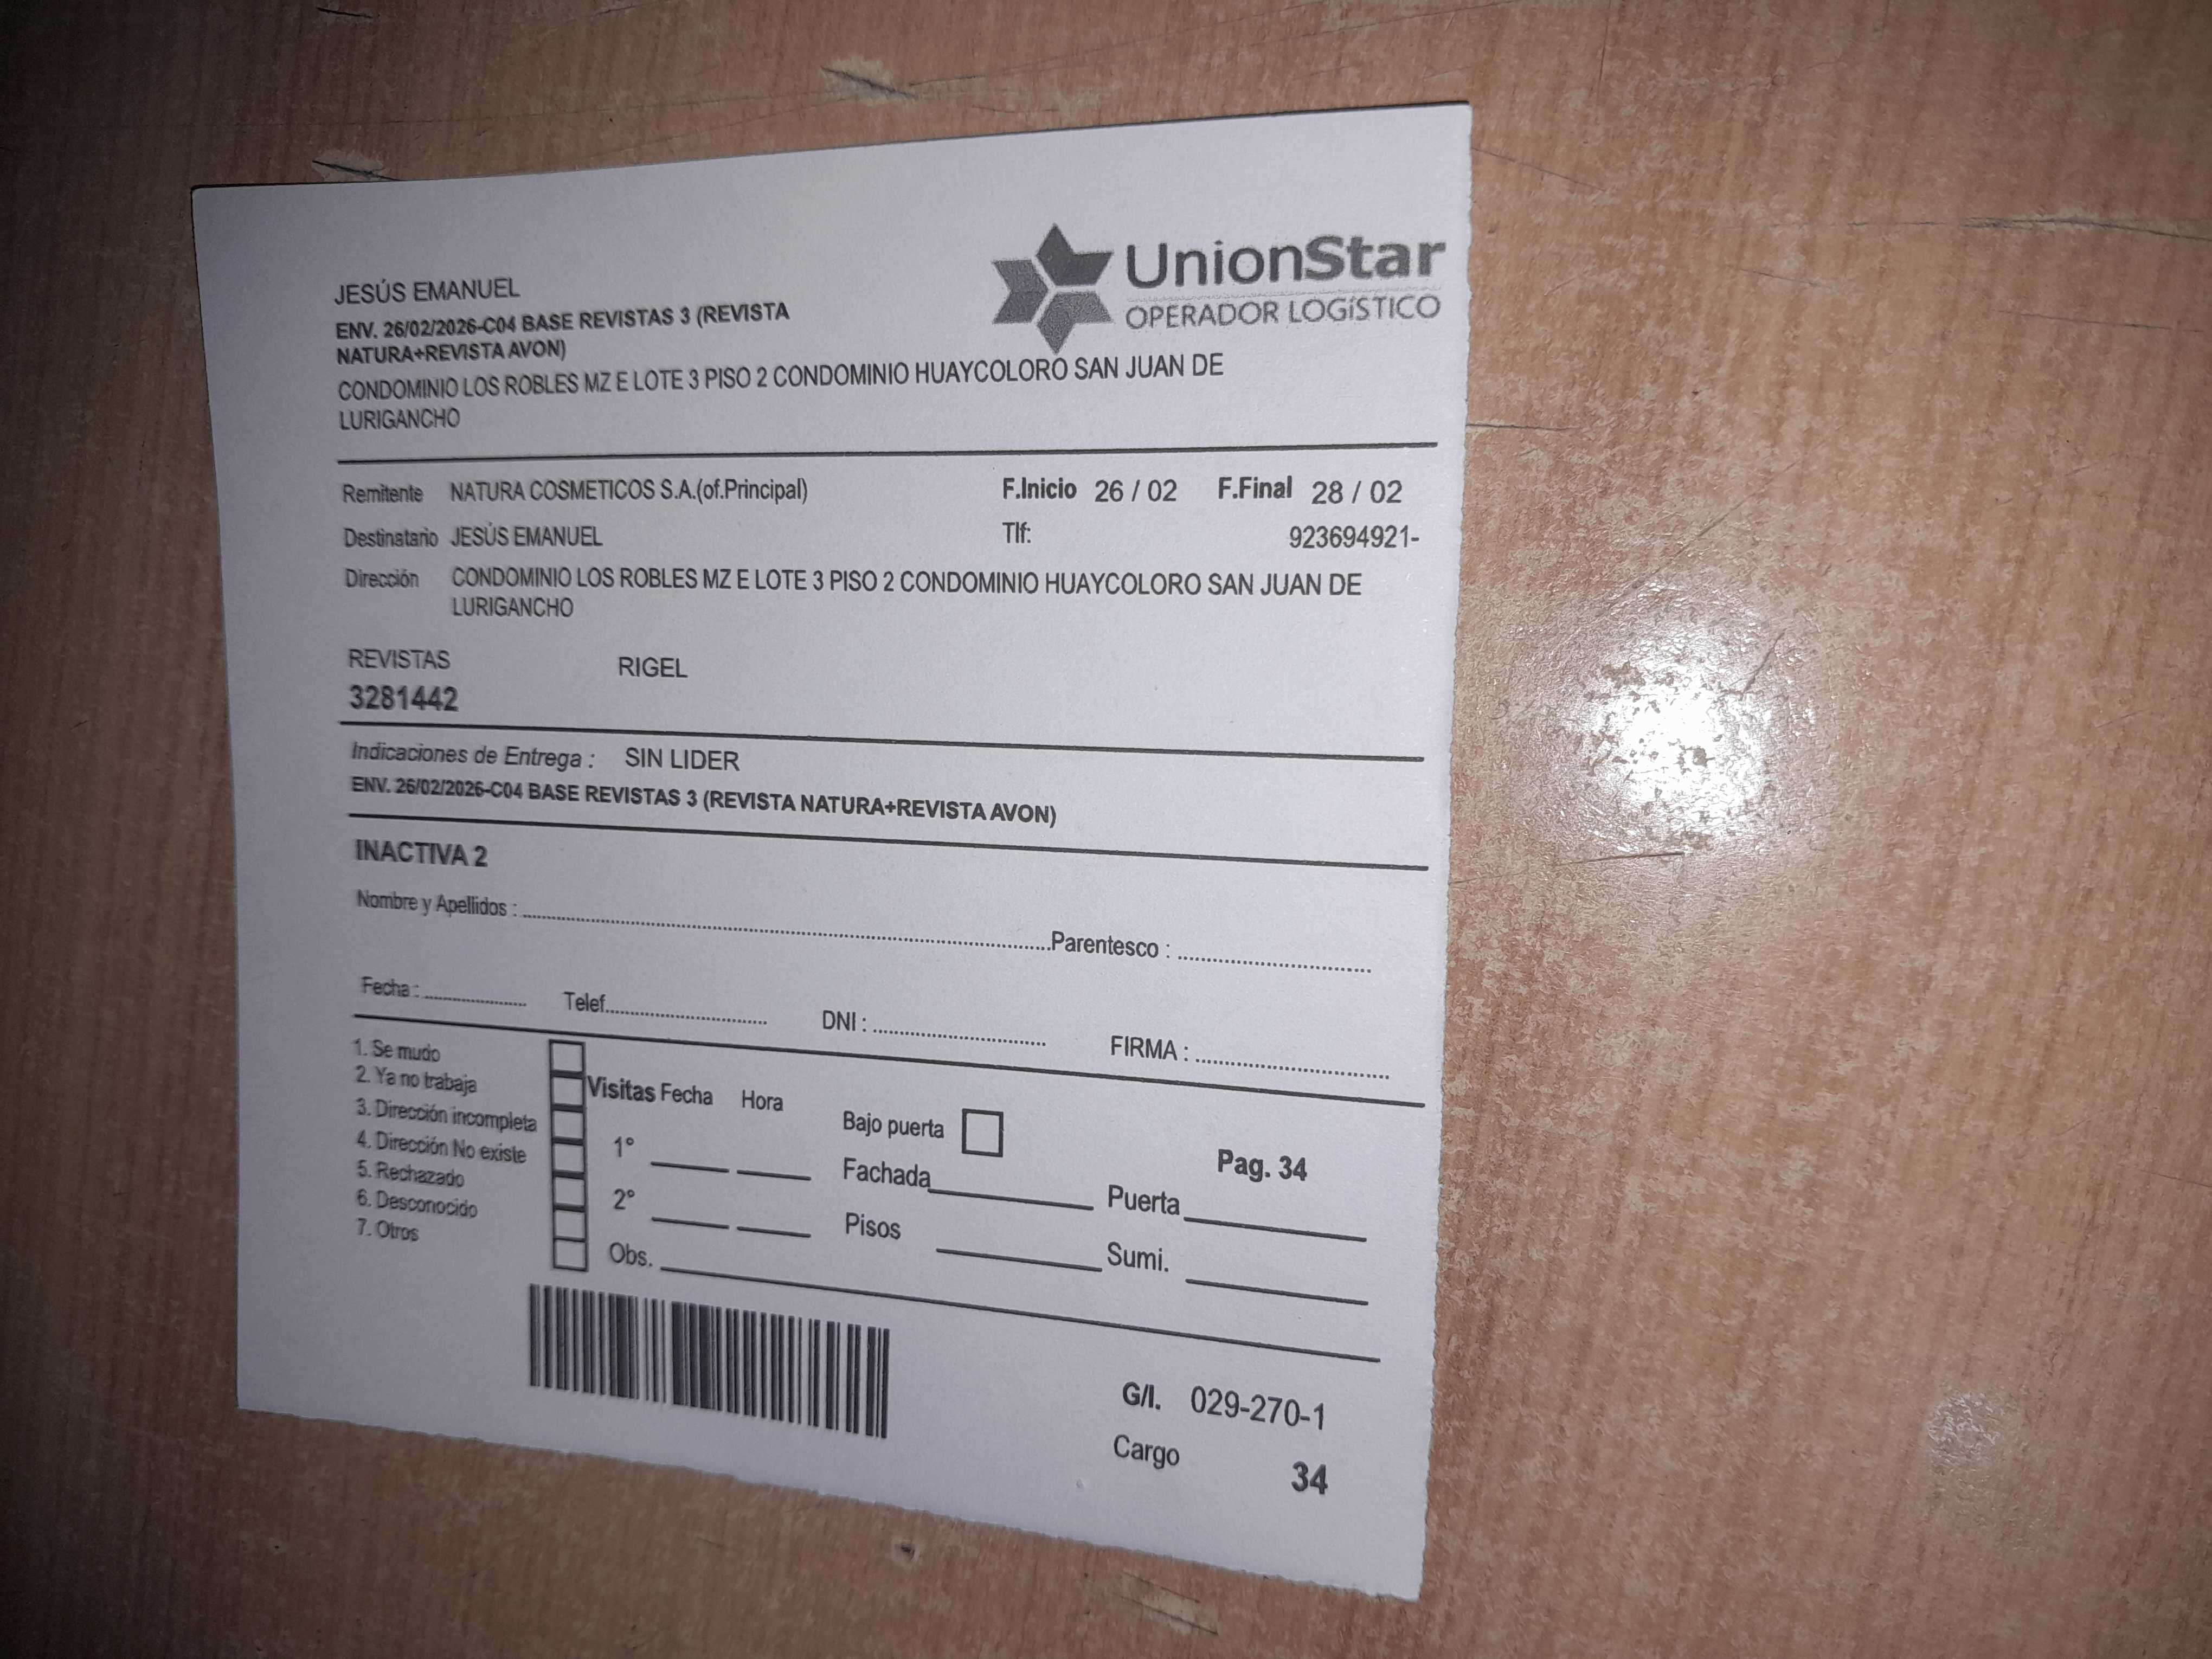 UnionStar
OPERADOR LOGÍSTICO
JESÚS EMANUEL
ENV. 26/02/2026-C04 BASE REVISTAS 3 (REVISTA
NATURA+REVISTA AVON)
CONDOMINIO LOS ROBLES MZ E LOTE 3 PISO 2 CONDOMINIO HUAYCOLORO SAN JUAN DE
LURIGANCHO
Remitente NATURA COSMETICOS S.A.(of.Principal) F.Inicio 26 / 02 F.Final 28 / 02
Destinatario JESÚS EMANUEL Tlf: 923694921-
Dirección CONDOMINIO LOS ROBLES MZ E LOTE 3 PISO 2 CONDOMINIO HUAYCOLORO SAN JUAN DE
LURIGANCHO
REVISTAS RIGEL
3281442
Indicaciones de Entrega : SIN LIDER
ENV. 26/02/2026-C04 BASE REVISTAS 3 (REVISTA NATURA+REVISTA AVON)
INACTIVA 2
Nombre y Apellidos : Parentesco :
Fecha : Telef. DNI : FIRMA :
1. Se mudo
2. Ya no trabaja
3. Dirección incompleta
4. Dirección No existe
5. Rechazado
6. Desconocido
7. Otros
Visitas Fecha Hora
1°
2°
Obs.
Bajo puerta
Fachada
Pisos
Pag. 34
Puerta
Sumi.
G/I. 029-270-1
Cargo 34